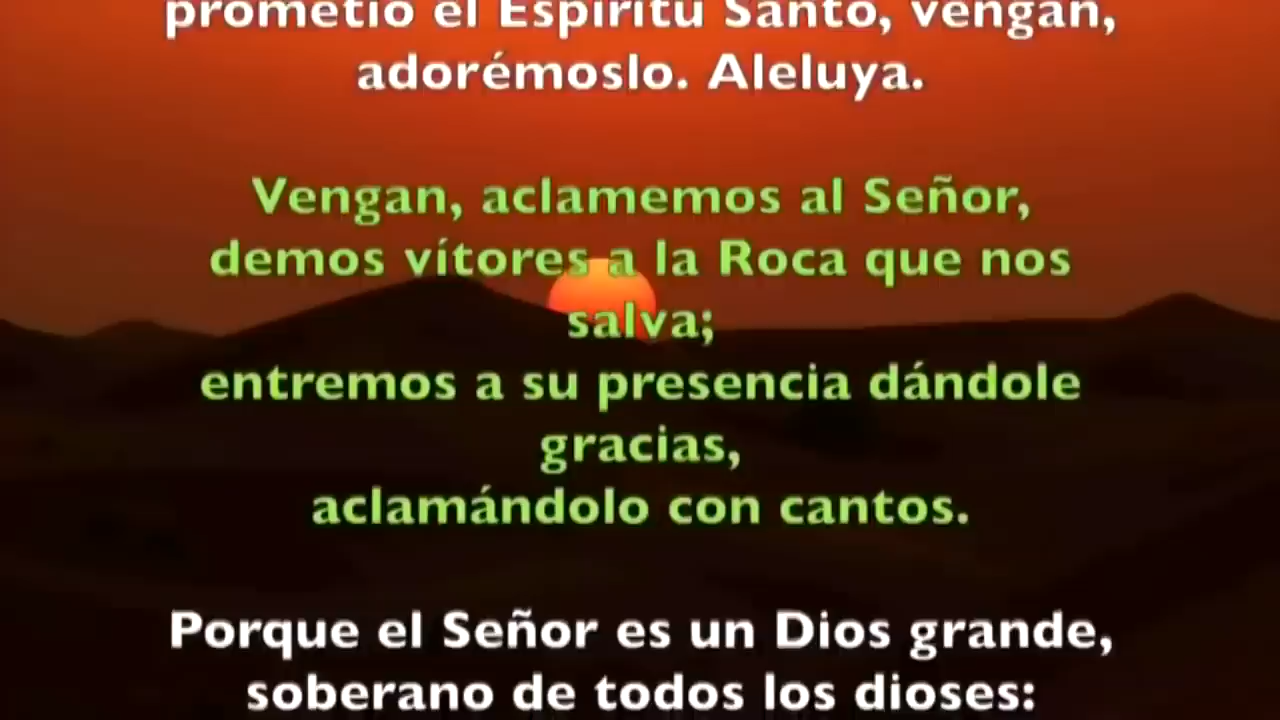 prometió el Espíritu Santo, vengan,
adorémoslo. Aleluya.
Vengan, aclamemos al Señor,
demos vítores a la Roca que nos
salva;
entremos a su presencia dándole
gracias,
aclamándolo con cantos.
Porque el Señor es un Dios grande,
soberano de todos los dioses: